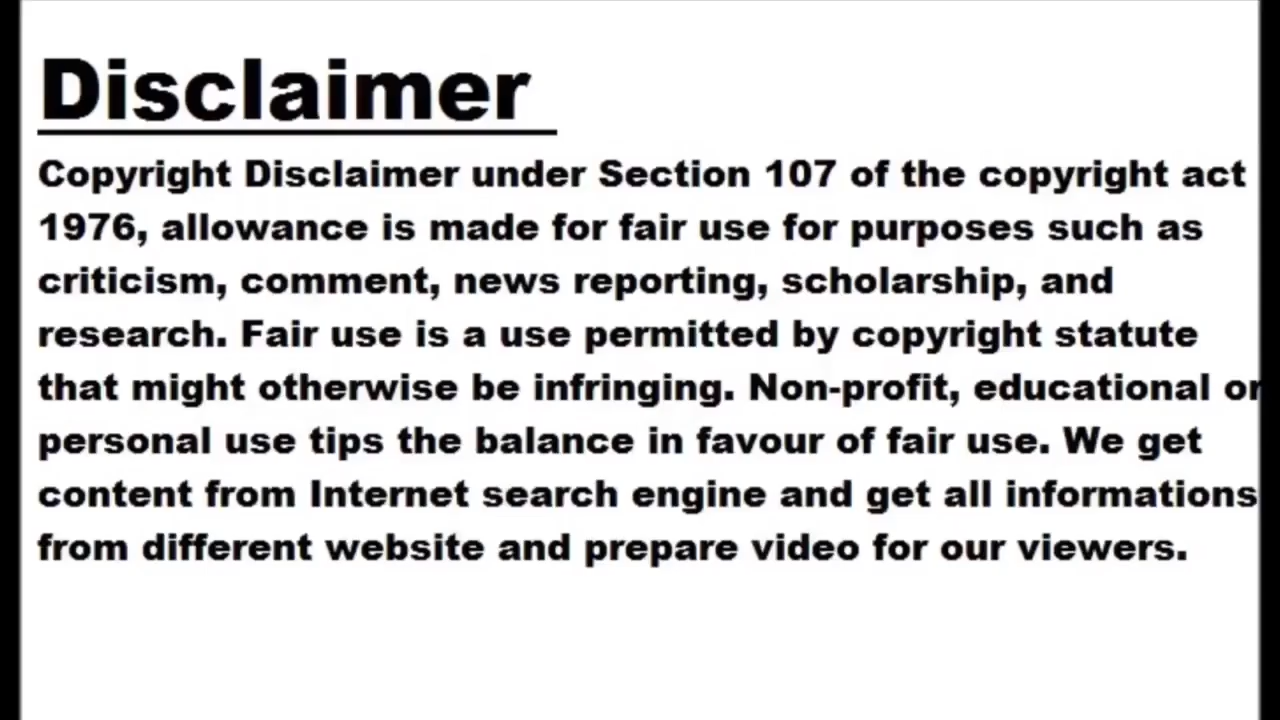 Disclaimer
Copyright Disclaimer under Section 107 of the copyright act
1976, allowance is made for fair use for purposes such as
criticism, comment, news reporting, scholarship, and
research. Fair use is a use permitted by copyright statute
that might otherwise be infringing. Non-profit, educational or
personal use tips the balance in favour of fair use. We get
content from Internet search engine and get all informations
from different website and prepare video for our viewers.